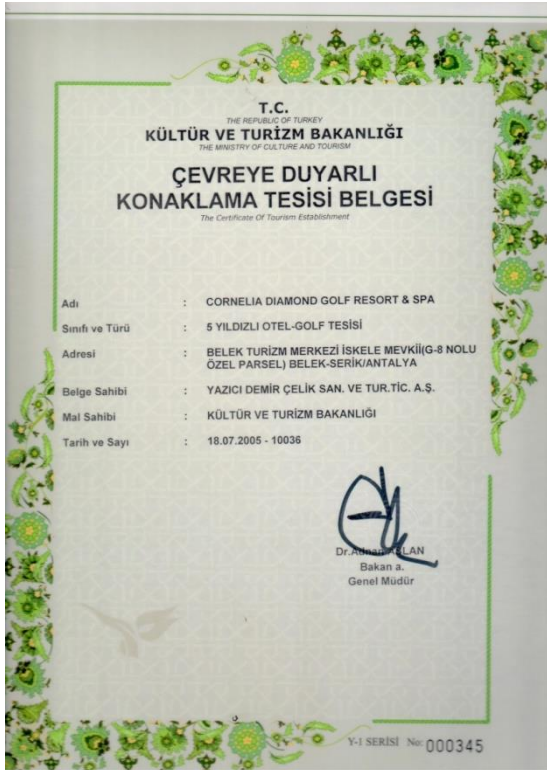 T.C.
THE REPUBLIC OF TURKEY
KÜLTÜR VE TURİZM BAKANLIĞI
THE MINISTRY OF CULTURE AND TOURISM
ÇEVREYE DUYARLI
KONAKLAMA TESİSİ BELGESİ
The Certificate Of Tourism Establishment
Adı : CORNELIA DIAMOND GOLF RESORT & SPA
Sınıfı ve Türü : 5 YILDIZLI OTEL-GOLF TESİSİ
Adresi : BELEK TURİZM MERKEZİ İSKELE MEVKİİ(G-8 NOLU
ÖZEL PARSEL) BELEK-SERİK/ANTALYA
Belge Sahibi : YAZICI DEMİR ÇELİK SAN. VE TUR.TİC. A.Ş.
Mal Sahibi : KÜLTÜR VE TURİZM BAKANLIĞI
Tarih ve Sayı : 18.07.2005 - 10036
Dr.Adnan ASLAN
Bakan a.
Genel Müdür
Y-1 SERİSİ No: 000345